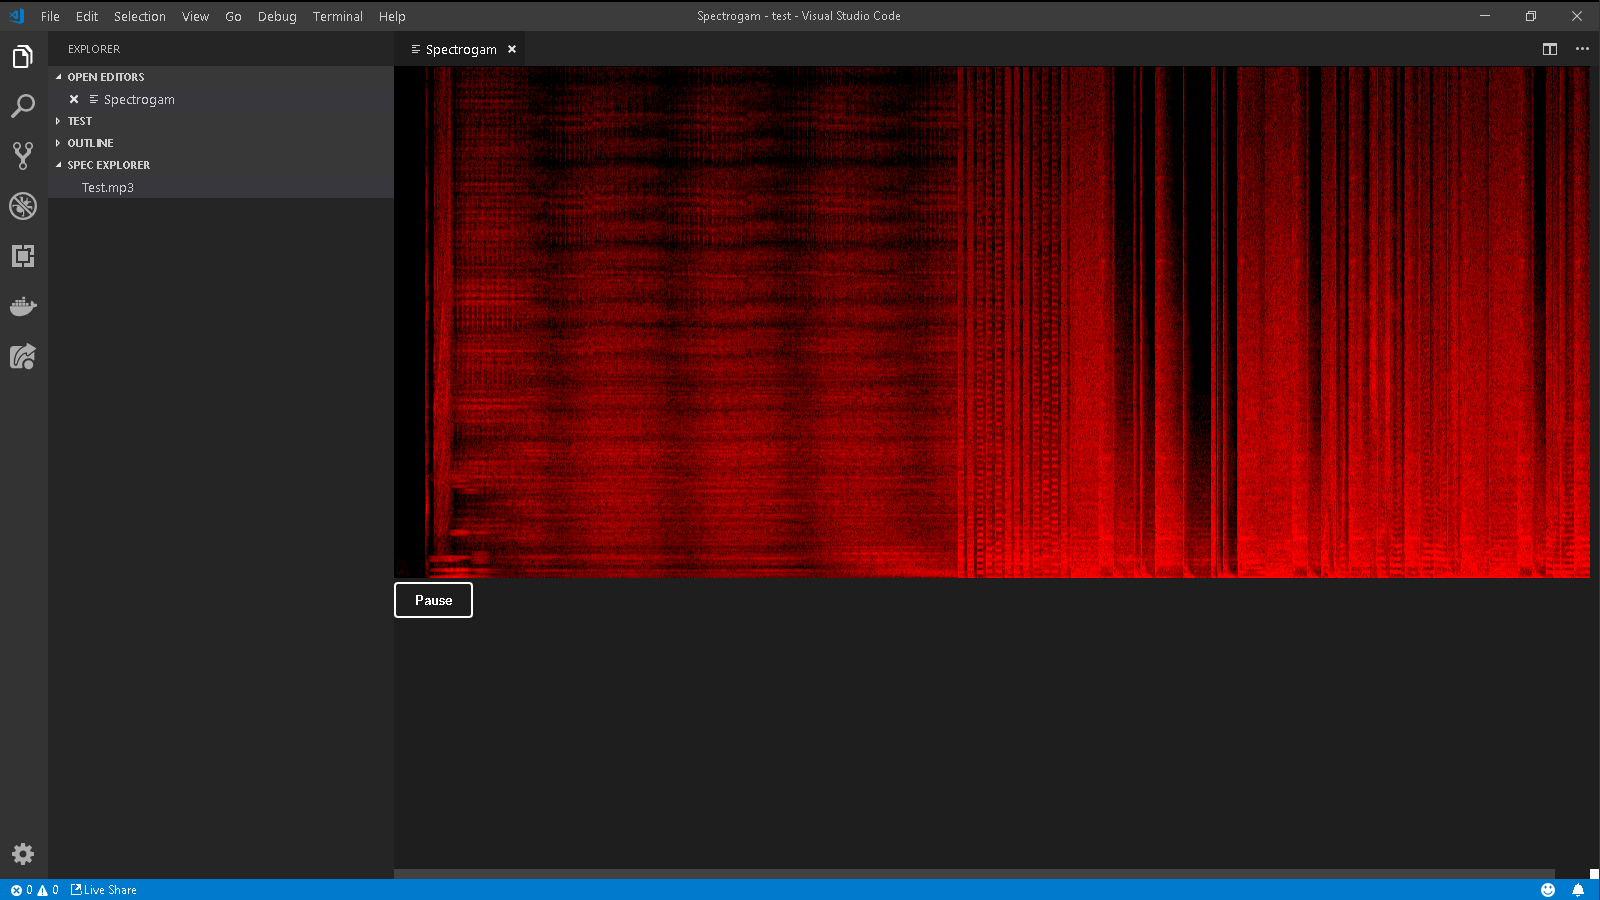 File Edit Selection View Go Debug Terminal Help
Spectrogam - test - Visual Studio Code
EXPLORER
Spectrogam
OPEN EDITORS
Spectrogam
TEST
OUTLINE
SPEC EXPLORER
Test.mp3
Pause
0 0 Live Share